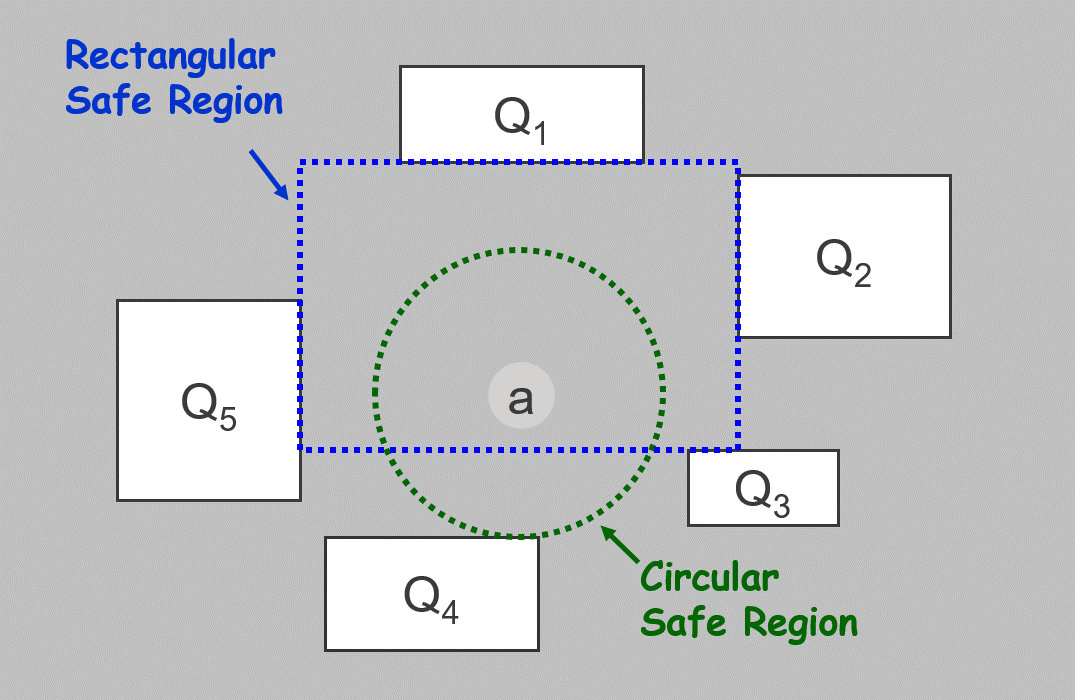 Rectangular
Safe Region
Q1
Q2
Q5
a
Q3
Q4
Circular
Safe Region